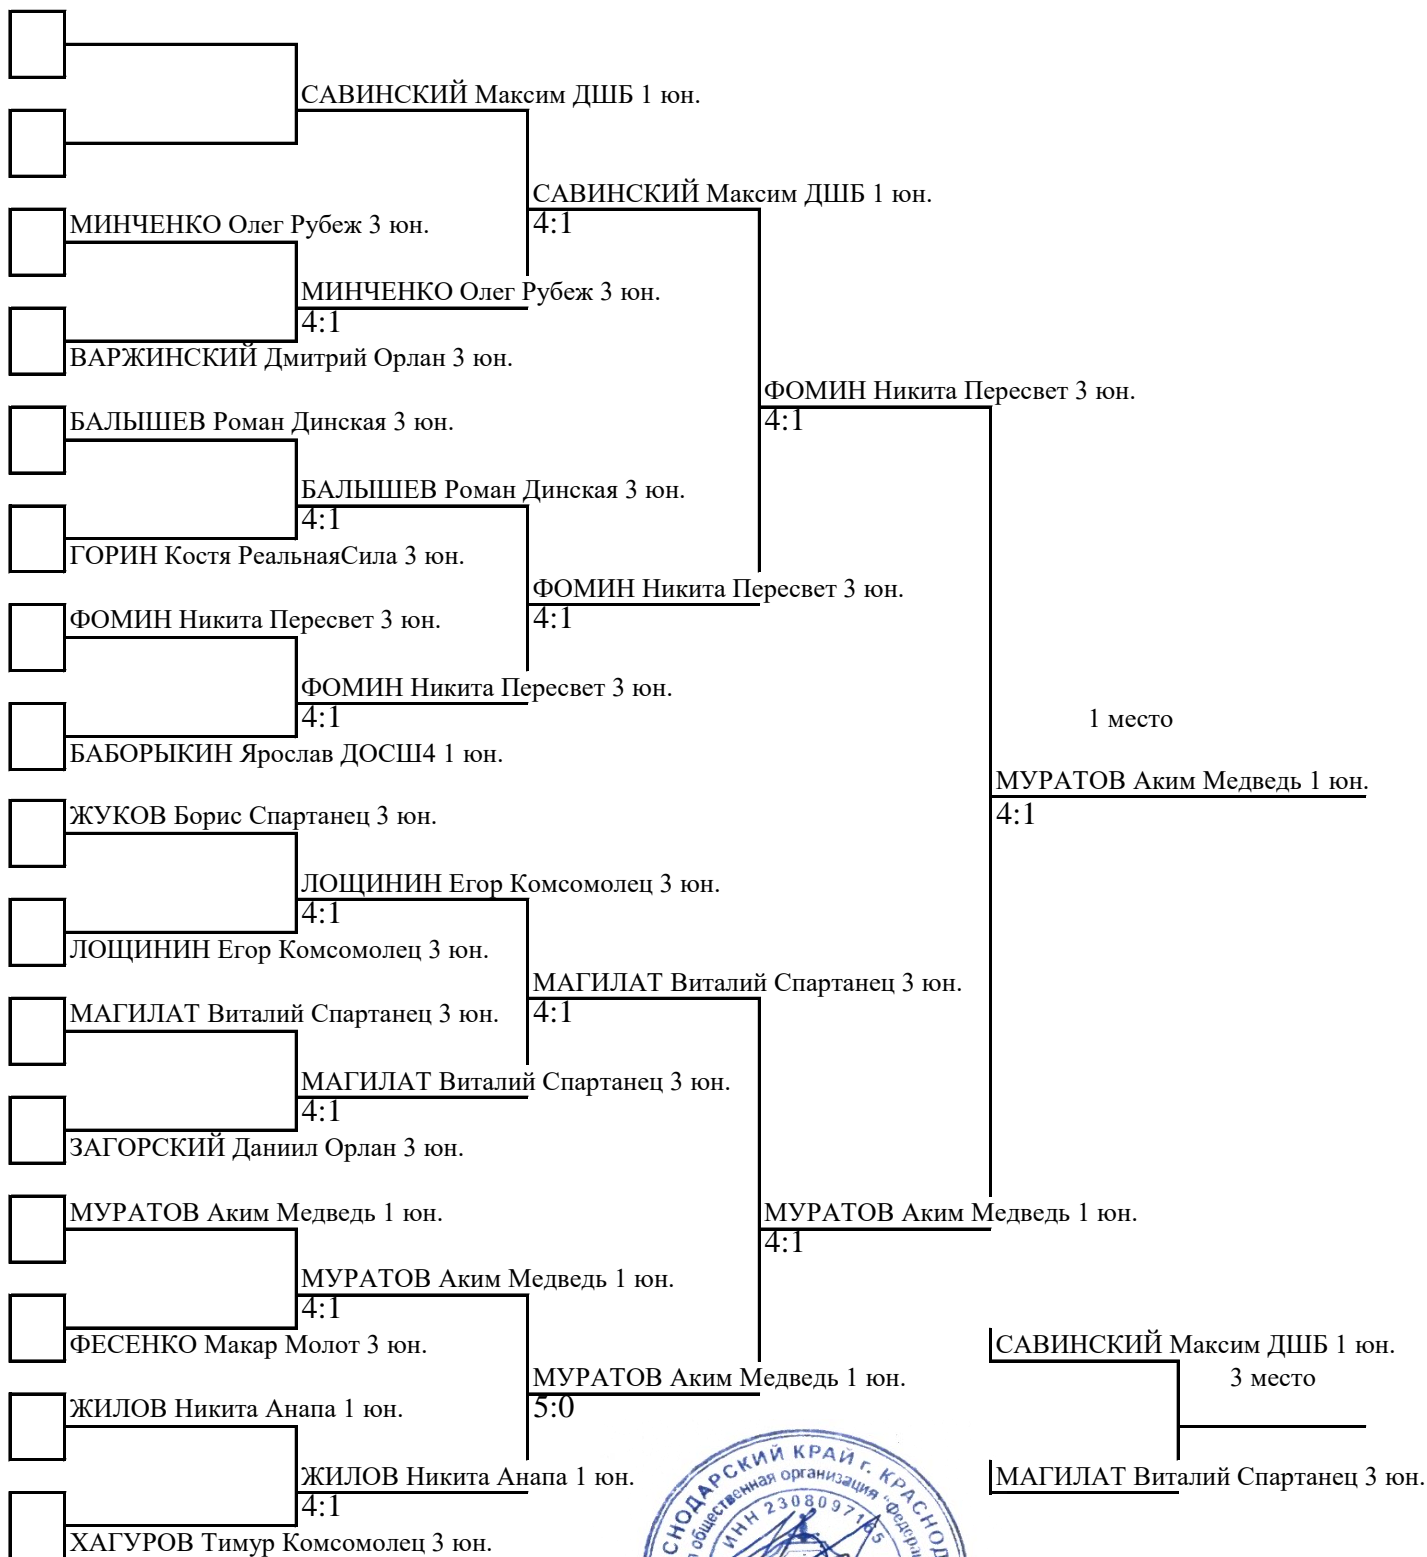 САВИНСКИЙ Максим ДШБ 1 юн.
САВИНСКИЙ Максим ДШБ 1 юн.
4:1
МИНЧЕНКО Олег Рубеж 3 юн.
МИНЧЕНКО Олег Рубеж 3 юн.
4:1
ВАРЖИНСКИЙ Дмитрий Орлан 3 юн.
ФОМИН Никита Пересвет 3 юн.
4:1
БАЛЫШЕВ Роман Динская 3 юн.
БАЛЫШЕВ Роман Динская 3 юн.
4:1
ГОРИН Костя РеальнаяСила 3 юн.
ФОМИН Никита Пересвет 3 юн.
4:1
ФОМИН Никита Пересвет 3 юн.
ФОМИН Никита Пересвет 3 юн.
4:1
1 место
БАБОРЫКИН Ярослав ДОСШ4 1 юн.
МУРАТОВ Аким Медведь 1 юн.
4:1
ЖУКОВ Борис Спартанец 3 юн.
ЛОЩИНИН Егор Комсомолец 3 юн.
4:1
ЛОЩИНИН Егор Комсомолец 3 юн.
МАГИЛАТ Виталий Спартанец 3 юн.
4:1
МАГИЛАТ Виталий Спартанец 3 юн.
МАГИЛАТ Виталий Спартанец 3 юн.
4:1
ЗАГОРСКИЙ Даниил Орлан 3 юн.
МУРАТОВ Аким Медведь 1 юн.
МУРАТОВ Аким Медведь 1 юн.
4:1
МУРАТОВ Аким Медведь 1 юн.
4:1
ФЕСЕНКО Макар Молот 3 юн.
САВИНСКИЙ Максим ДШБ 1 юн.
3 место
МУРАТОВ Аким Медведь 1 юн.
5:0
ЖИЛОВ Никита Анапа 1 юн.
ЖИЛОВ Никита Анапа 1 юн.
4:1
МАГИЛАТ Виталий Спартанец 3 юн.
ХАГУРОВ Тимур Комсомолец 3 юн.
КРАЙ г.
общественная организация
ИНН 2308097165